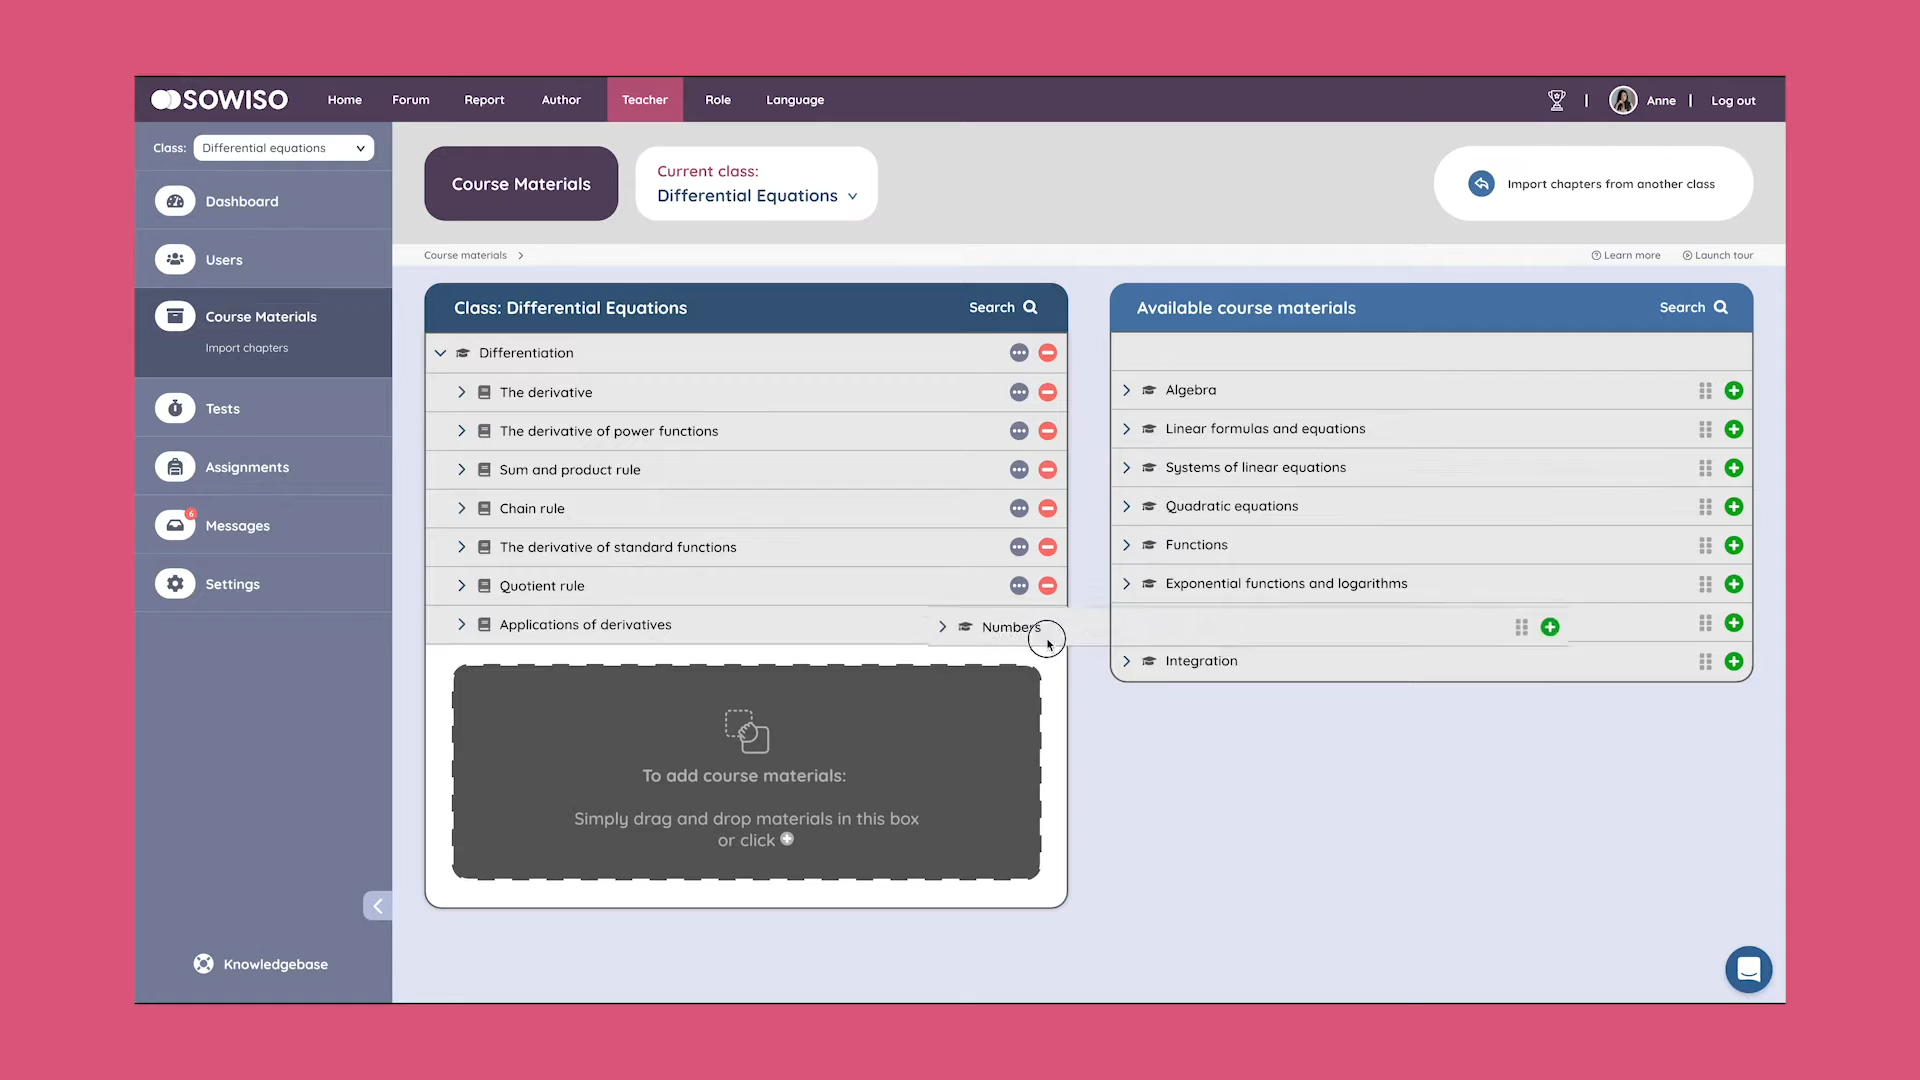 SOWISO
Home
Forum
Report
Author
Teacher
Role
Language
|
Anne
|
Log out
Class:
Differential equations
Dashboard
Users
Course Materials
Import chapters
Tests
Assignments
6
Messages
Settings
Knowledgebase
Course Materials
Current class:
Differential Equations
Import chapters from another class
Course materials
Learn more
Launch tour
Class: Differential Equations
Search
Differentiation
The derivative
The derivative of power functions
Sum and product rule
Chain rule
The derivative of standard functions
Quotient rule
Applications of derivatives
Numbers
To add course materials:
Simply drag and drop materials in this box
or click
Available course materials
Search
Algebra
Linear formulas and equations
Systems of linear equations
Quadratic equations
Functions
Exponential functions and logarithms
Integration